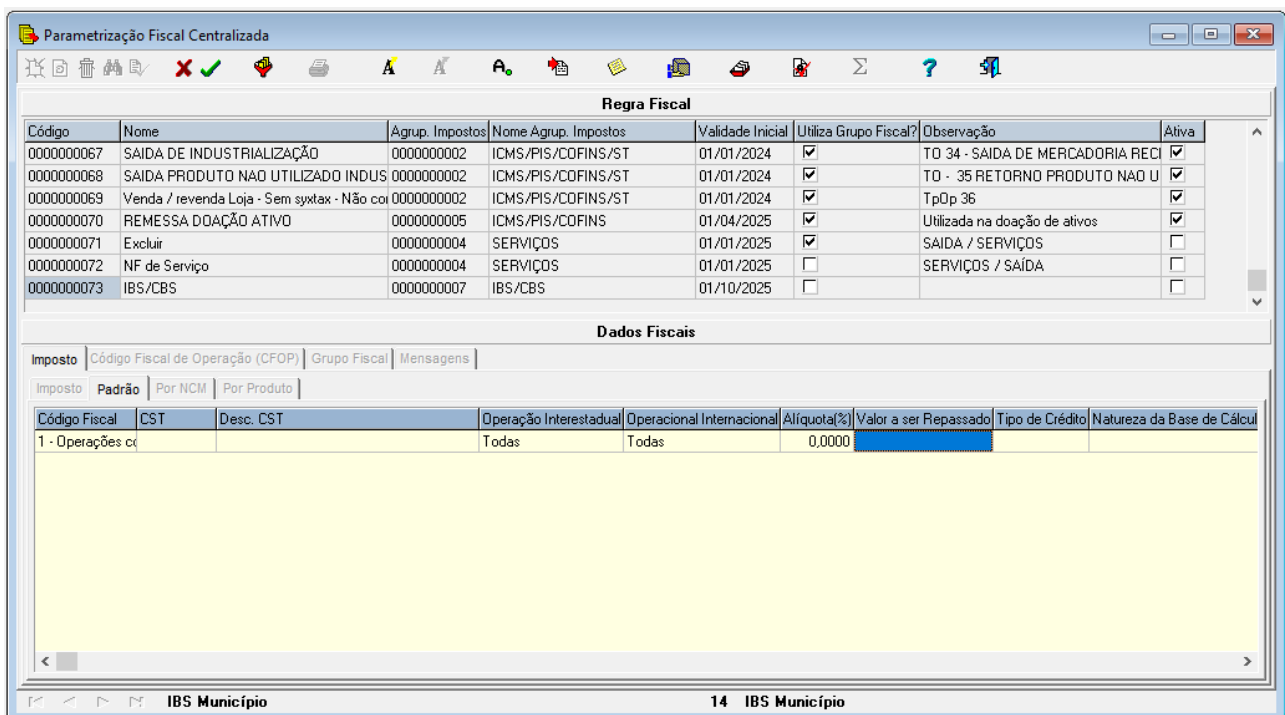 Parametrização Fiscal Centralizada
Regra Fiscal
Código Nome Agrup. Impostos Nome Agrup. Impostos Validade Inicial Utiliza Grupo Fiscal? Observação Ativa
0000000067 SAIDA DE INDUSTRIALIZAÇÃO 0000000002 ICMS/PIS/COFINS/ST 01/01/2024 TO 34 - SAIDA DE MERCADORIA RECI
0000000068 SAIDA PRODUTO NAO UTILIZADO INDUS 0000000002 ICMS/PIS/COFINS/ST 01/01/2024 TO - 35 RETORNO PRODUTO NAO U
0000000069 Venda / revenda Loja - Sem syxtax - Não coi 0000000002 ICMS/PIS/COFINS/ST 01/01/2024 TpOp 36
0000000070 REMESSA DOAÇÃO ATIVO 0000000005 ICMS/PIS/COFINS 01/04/2025 Utilizada na doação de ativos
0000000071 Excluir 0000000004 SERVIÇOS 01/01/2025 SAIDA / SERVIÇOS
0000000072 NF de Serviço 0000000004 SERVIÇOS 01/01/2025 SERVIÇOS / SAÍDA
0000000073 IBS/CBS 0000000007 IBS/CBS 01/10/2025
Dados Fiscais
Imposto Código Fiscal de Operação (CFOP) Grupo Fiscal Mensagens
Imposto Padrão Por NCM Por Produto
Código Fiscal CST Desc. CST Operação Interestadual Operacional Internacional Alíquota(%) Valor a ser Repassado Tipo de Crédito Natureza da Base de Cálcul
1 - Operações co Todas Todas 0,0000
IBS Município 14 IBS Município